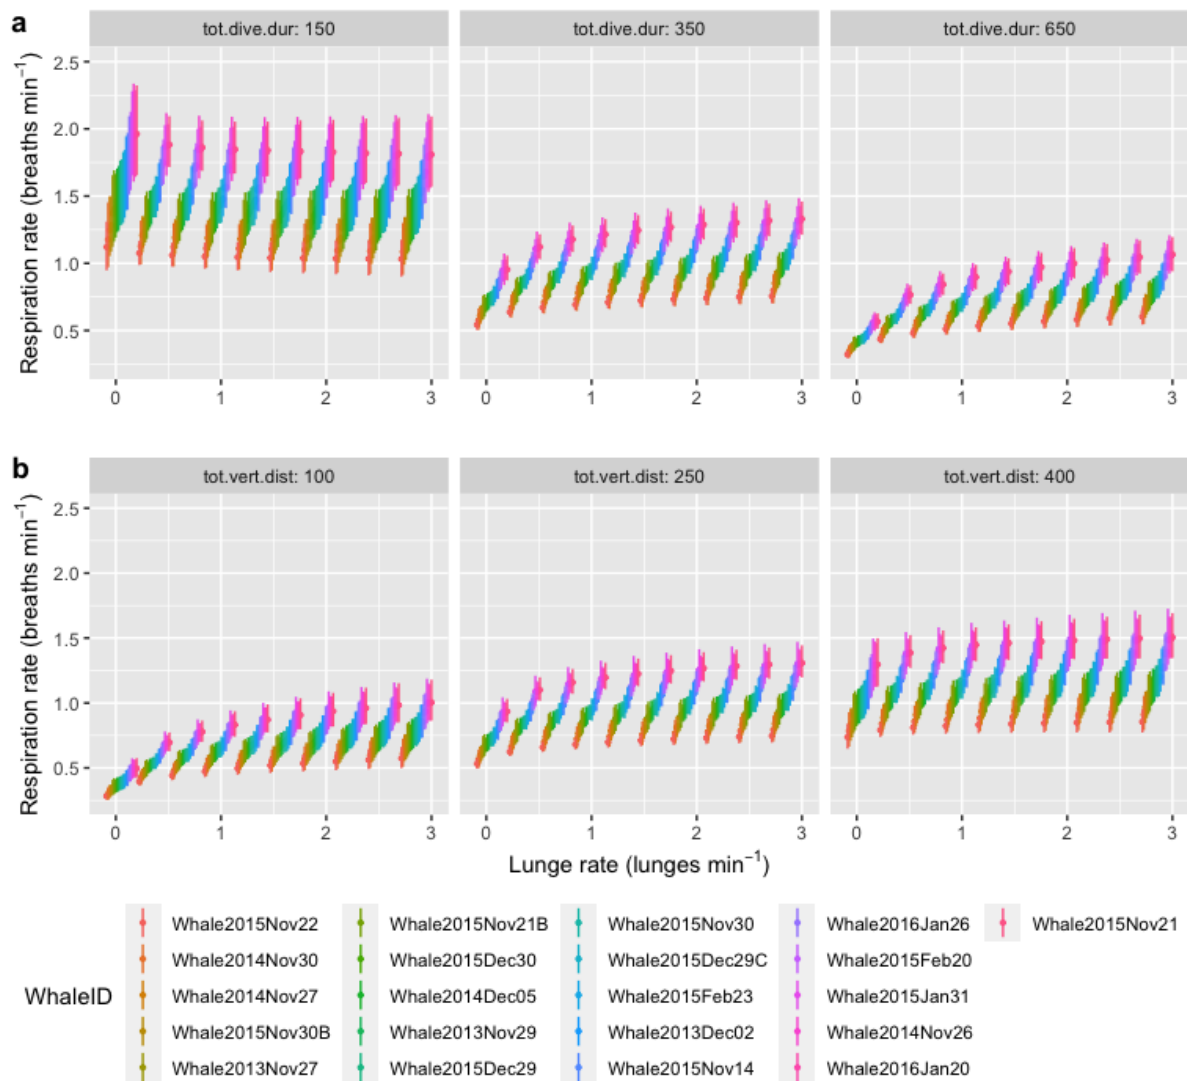 a
tot.dive.dur: 150
tot.dive.dur: 350
tot.dive.dur: 650
Respiration rate (breaths min⁻¹)
2.5
2.0
1.5
1.0
0.5
0 1 2 3
0 1 2 3
0 1 2 3
b
tot.vert.dist: 100
tot.vert.dist: 250
tot.vert.dist: 400
Respiration rate (breaths min⁻¹)
2.5
2.0
1.5
1.0
0.5
0 1 2 3
0 1 2 3
0 1 2 3
Lunge rate (lunges min⁻¹)
WhaleID
Whale2015Nov22
Whale2014Nov30
Whale2014Nov27
Whale2015Nov30B
Whale2013Nov27
Whale2015Nov21B
Whale2015Dec30
Whale2014Dec05
Whale2013Nov29
Whale2015Dec29
Whale2015Nov30
Whale2015Dec29C
Whale2015Feb23
Whale2013Dec02
Whale2015Nov14
Whale2016Jan26
Whale2015Feb20
Whale2015Jan31
Whale2014Nov26
Whale2016Jan20
Whale2015Nov21